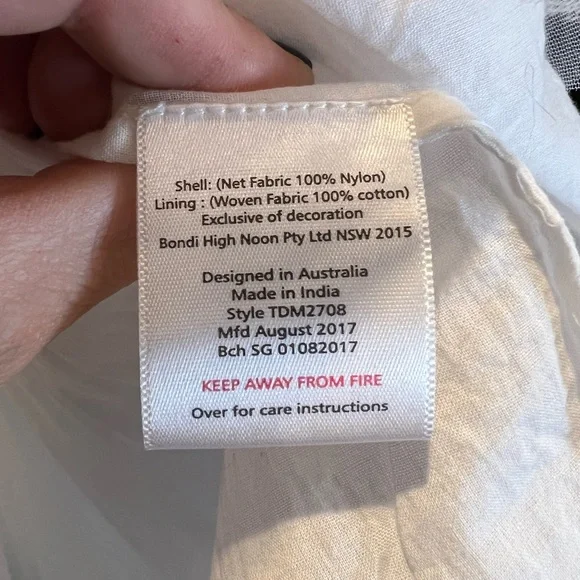 Shell: (Net Fabric 100% Nylon)
Lining : (Woven Fabric 100% cotton)
Exclusive of decoration
Bondi High Noon Pty Ltd NSW 2015
Designed in Australia
Made in India
Style TDM2708
Mfd August 2017
Bch SG 01082017
KEEP AWAY FROM FIRE
Over for care instructions